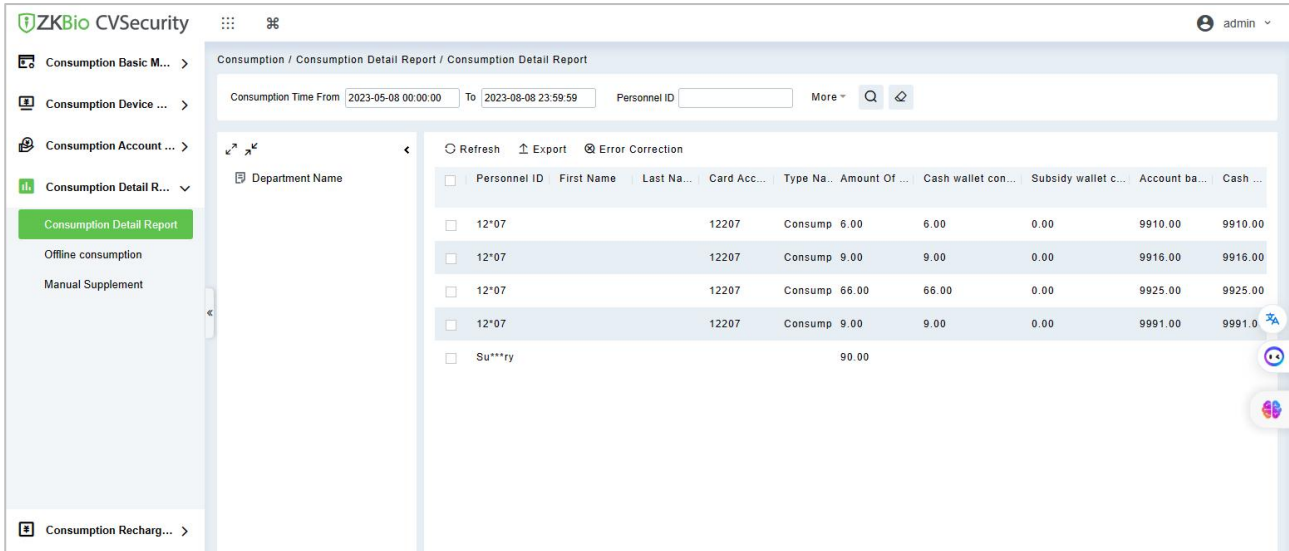 ZKBio CVSecurity
admin
Consumption Basic M...
Consumption Device ...
Consumption Account ...
Consumption Detail R...
Consumption Detail Report
Offline consumption
Manual Supplement
Consumption Recharg...
Consumption / Consumption Detail Report / Consumption Detail Report
Consumption Time From 2023-05-08 00:00:00 To 2023-08-08 23:59:59 Personnel ID More
Department Name
Refresh Export Error Correction
Personnel ID First Name Last Na... Card Acc... Type Na.. Amount Of ... Cash wallet con... Subsidy wallet c... Account ba... Cash ...
12*07 12207 Consump 6.00 6.00 0.00 9910.00 9910.00
12*07 12207 Consump 9.00 9.00 0.00 9916.00 9916.00
12*07 12207 Consump 66.00 66.00 0.00 9925.00 9925.00
12*07 12207 Consump 9.00 9.00 0.00 9991.00 9991.0
Su***ry 90.00